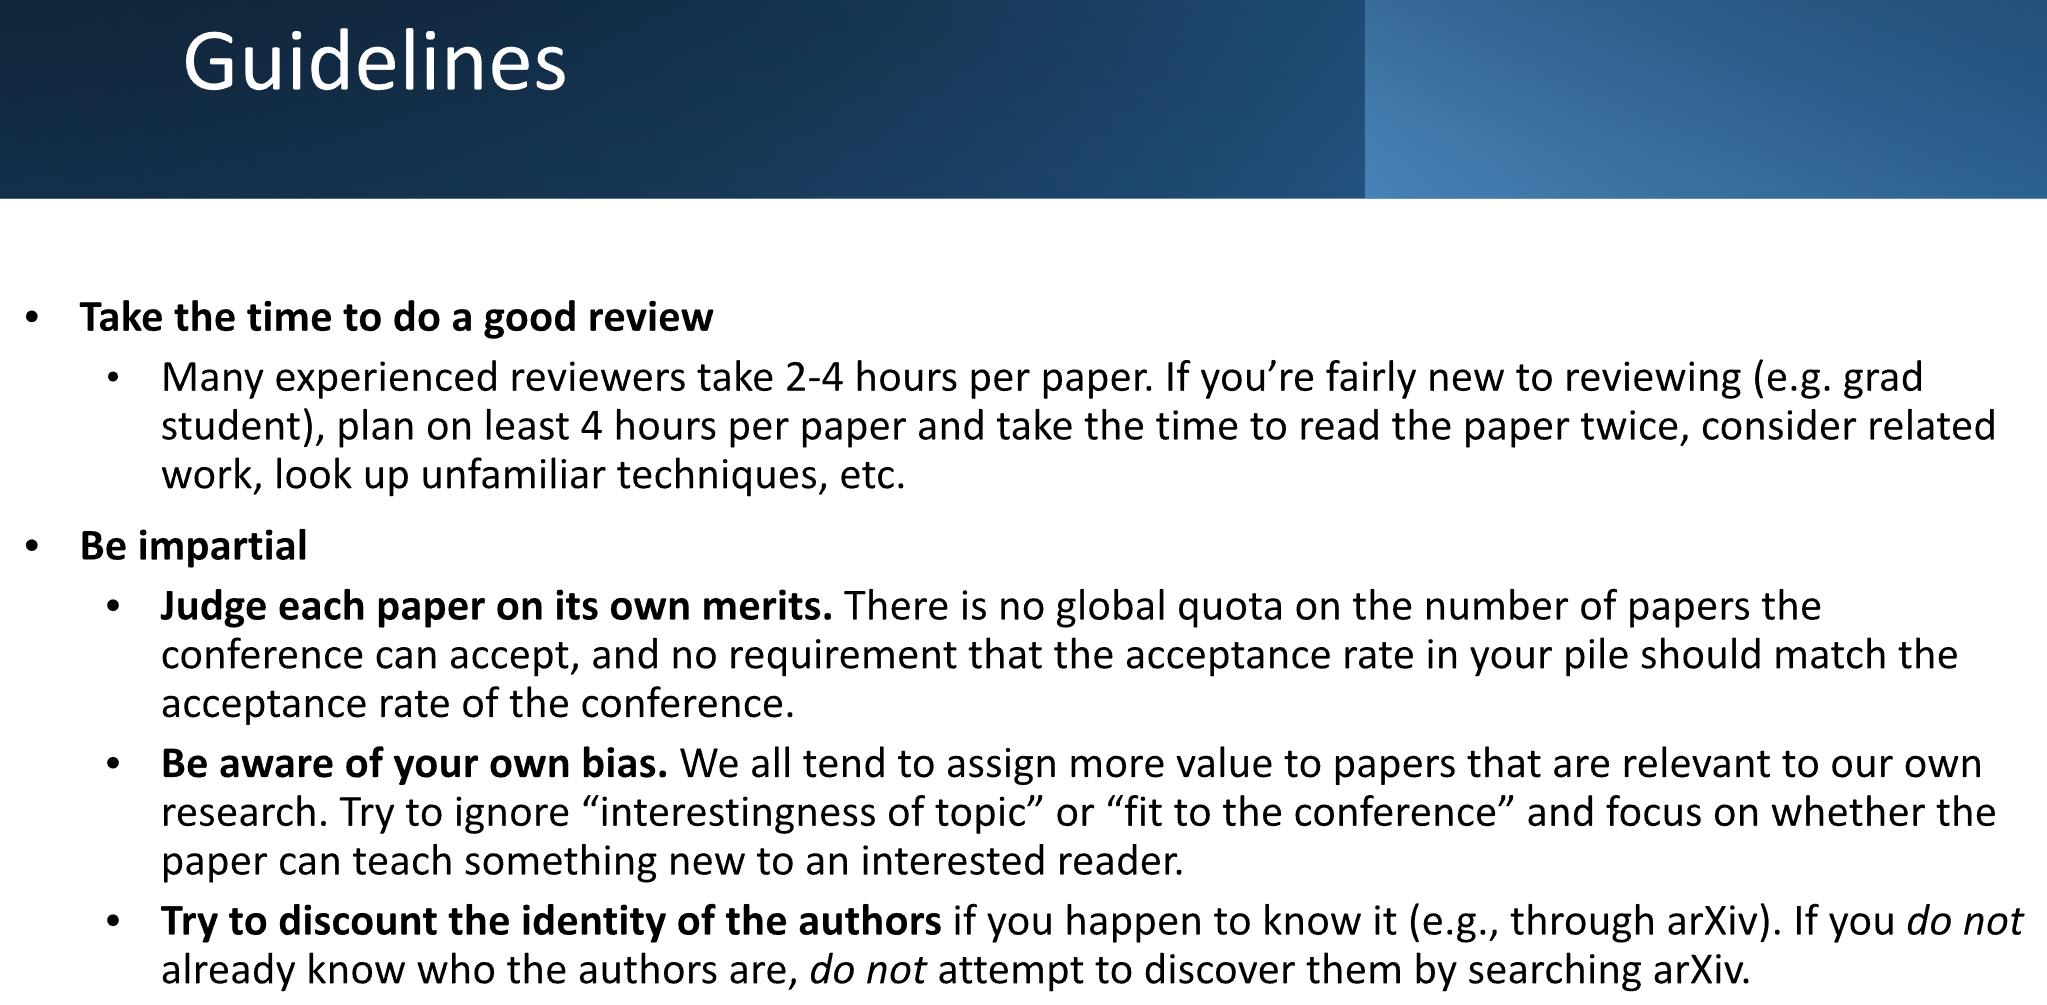 Guidelines
• Take the time to do a good review
• Many experienced reviewers take 2-4 hours per paper. If you’re fairly new to reviewing (e.g. grad
student), plan on least 4 hours per paper and take the time to read the paper twice, consider related
work, look up unfamiliar techniques, etc.
• Be impartial
• Judge each paper on its own merits. There is no global quota on the number of papers the
conference can accept, and no requirement that the acceptance rate in your pile should match the
acceptance rate of the conference.
• Be aware of your own bias. We all tend to assign more value to papers that are relevant to our own
research. Try to ignore “interestingness of topic” or “fit to the conference” and focus on whether the
paper can teach something new to an interested reader.
• Try to discount the identity of the authors if you happen to know it (e.g., through arXiv). If you do not
already know who the authors are, do not attempt to discover them by searching arXiv.